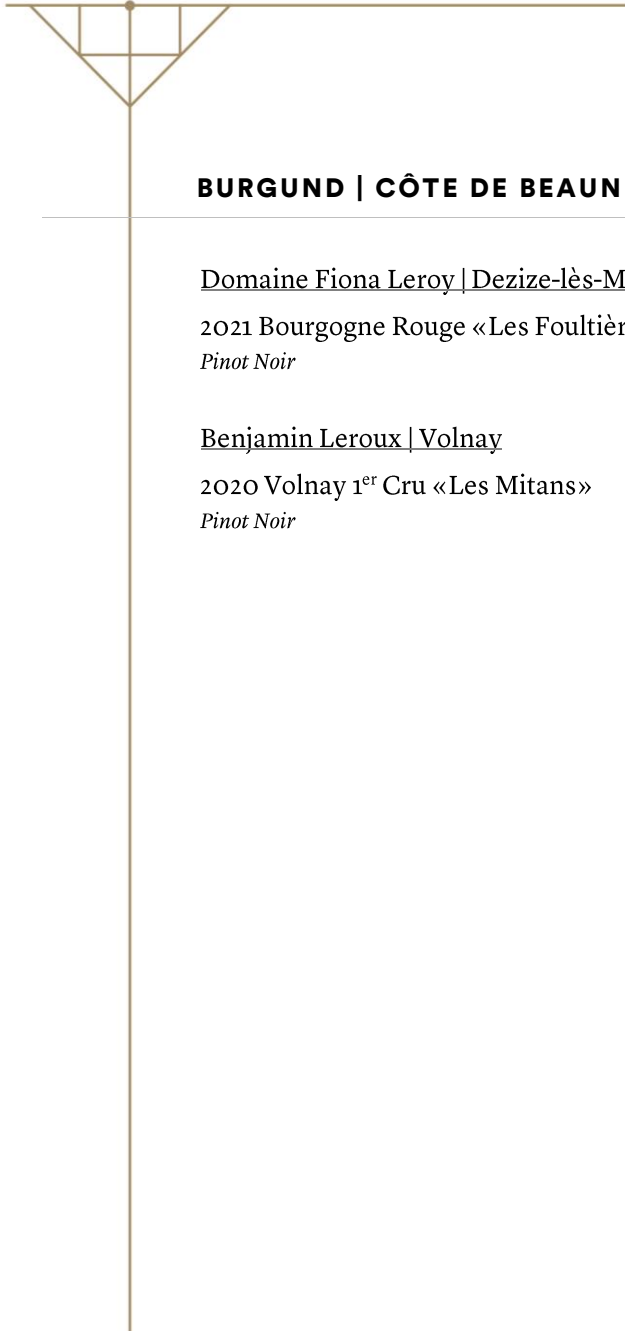 BURGUND | CÔTE DE BEAUN
Domaine Fiona Leroy | Dezize-lès-M
2021 Bourgogne Rouge «Les Foultièr
Pinot Noir
Benjamin Leroux | Volnay
2020 Volnay 1er Cru «Les Mitans»
Pinot Noir